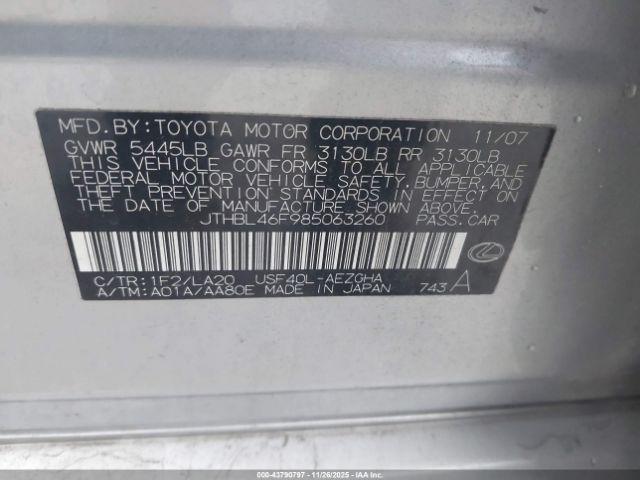 MFD.BY:TOYOTA MOTOR CORPORATION 11/07
GVWR 5445LB GAWR FR 3130LB RR 3130LB
THIS VEHICLE CONFORMS TO ALL APPLICABLE
FEDERAL MOTOR VEHICLE SAFETY,BUMPER,AND
THEFT PREVENTION STANDARDS IN EFFECT ON
THE DATE OF MANUFACTURE SHOWN ABOVE.
JTHBL46F985063260 PASS.CAR
C/TR:1F2/LA20 USF40L-AEZGHA
A/TM:A01A/AA80E MADE IN JAPAN 743 A
000-43790797 - IAAI.com - 11/26/2025